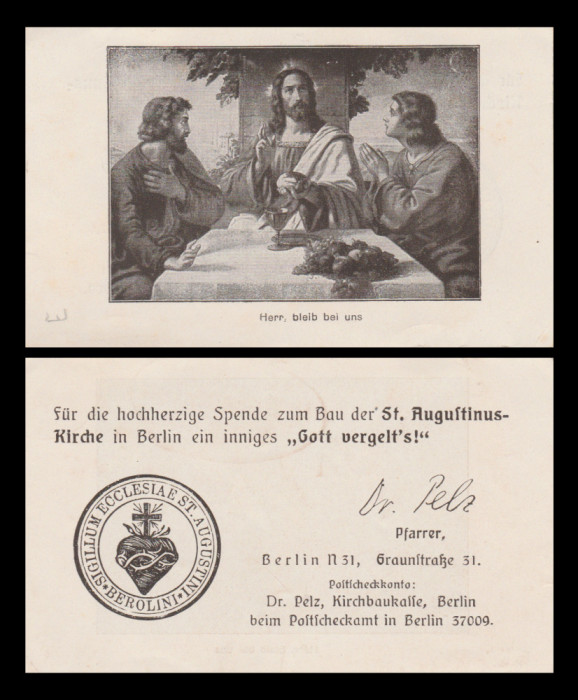 Herr, bleib bei uns
Für die hochherzige Spende zum Bau der St. Auguſtinus-
Kirche in Berlin ein inniges „Gott vergelt's!“
SIGILLUM ECCLESIAE ST. AUGUSTINI
BEROLINI
Dr. Pelz
Pfarrer,
Berlin N 31, Graunſtraße 31.
Poſtſcheckkonto:
Dr. Pelz, Kirchbaukaſſe, Berlin
beim Poſtſcheckamt in Berlin 37009.